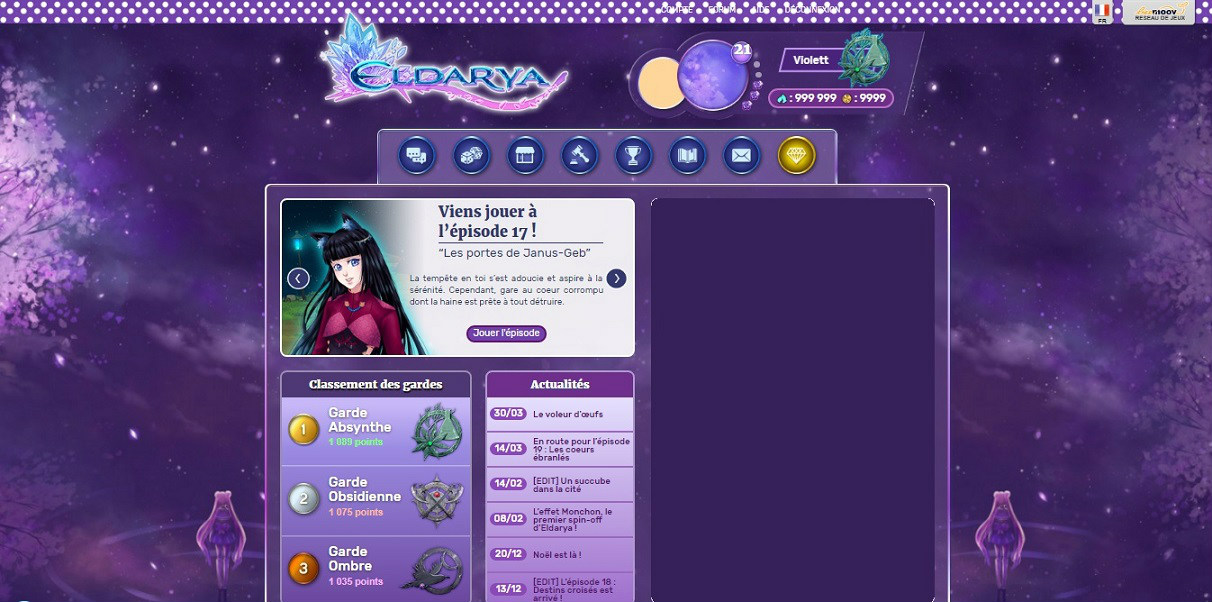 COMPTE FORUM AIDE DÉCONNEXION
FR
RESEAU DE JEUX
ELDARYA
21
Violett
: 999 999 : 9999
Viens jouer à
l'épisode 17 !
“Les portes de Janus-Geb”
La tempête en toi s'est adoucie et aspire à la
sérénité. Cependant, gare au coeur corrompu
dont la haine est prête à tout détruire.
Jouer l'épisode
Classement des gardes
1
Garde
Absynthe
1 889 points
2
Garde
Obsidienne
1 075 points
3
Garde
Ombre
1 035 points
Actualités
30/03 Le voleur d'œufs
14/03 En route pour l'épisode
19 : Les coeurs
ébranlés
14/02 [EDIT] Un succube
dans la cité
08/02 L'effet Monchon, le
premier spin-off
d'Eldarya !
20/12 Noël est là !
13/12 [EDIT] L'épisode 18 :
Destins croisés est
arrivé !